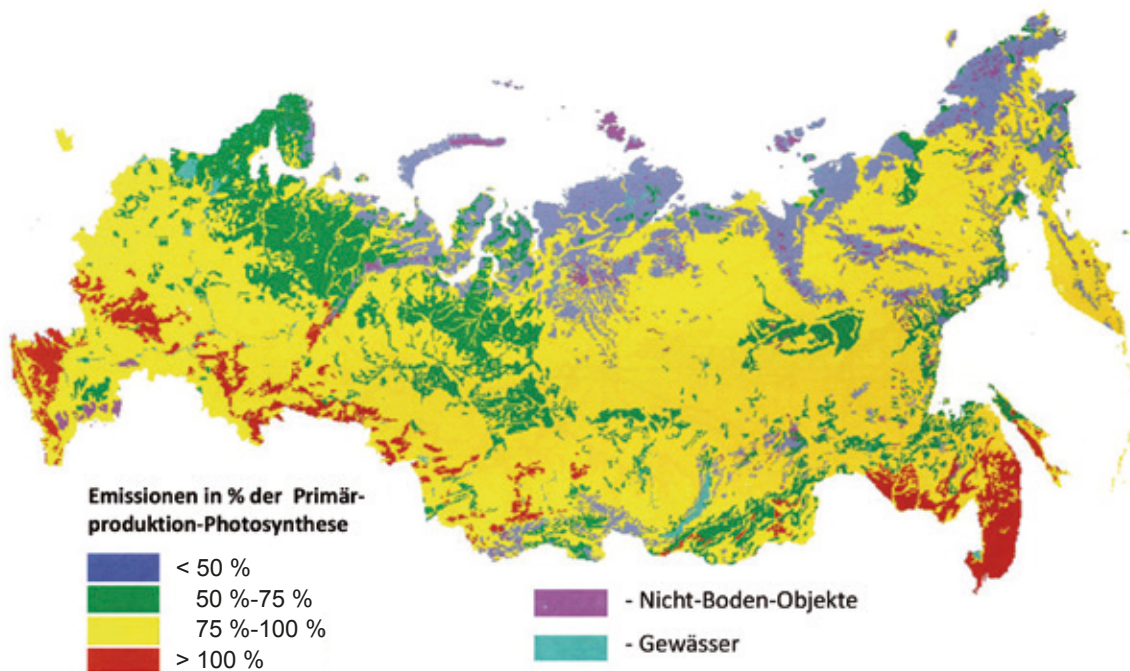 Emissionen in % der Primär-
produktion-Photosynthese
< 50 %
50 %-75 %
75 %-100 %
> 100 %
- Nicht-Boden-Objekte
- Gewässer